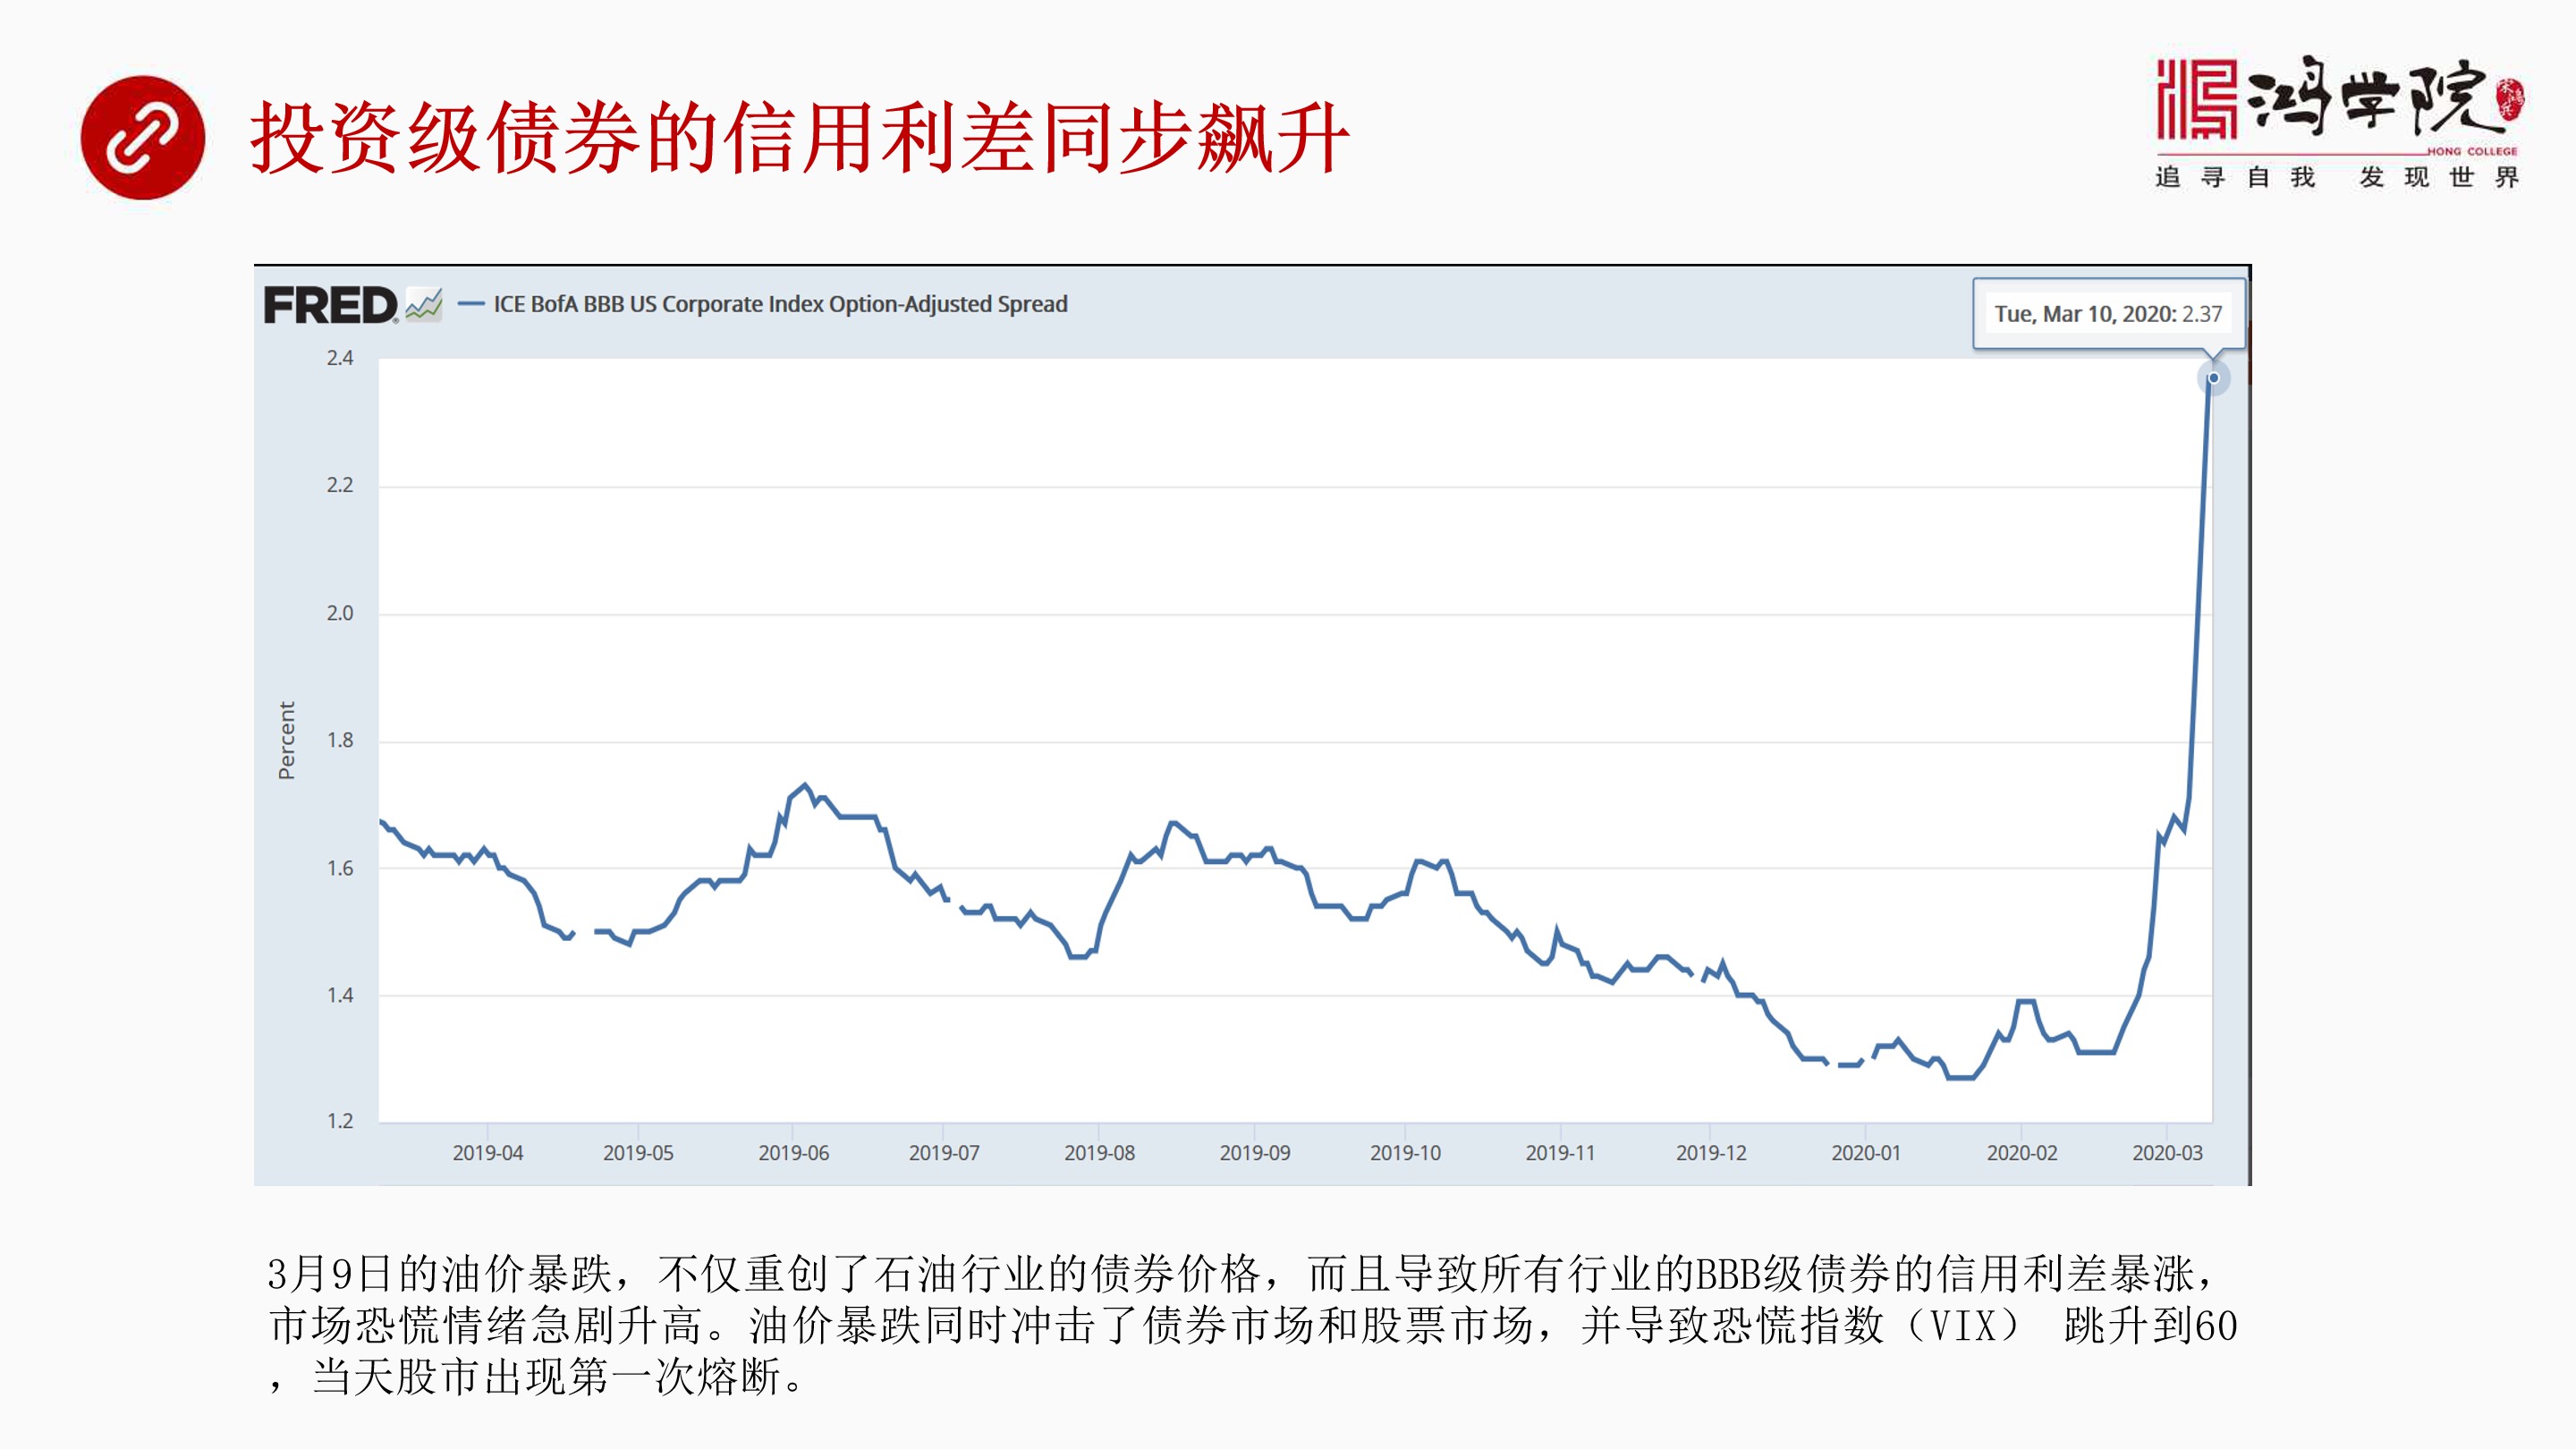 投资级债券的信用利差同步飙升
鸿学院
HONG COLLEGE
追寻自我 发现世界
FRED
ICE BofA BBB US Corporate Index Option-Adjusted Spread
Tue, Mar 10, 2020: 2.37
2.4
2.2
2.0
1.8
1.6
1.4
1.2
Percent
2019-04 2019-05 2019-06 2019-07 2019-08 2019-09 2019-10 2019-11 2019-12 2020-01 2020-02 2020-03
3月9日的油价暴跌，不仅重创了石油行业的债券价格，而且导致所有行业的BBB级债券的信用利差暴涨，
市场恐慌情绪急剧升高。油价暴跌同时冲击了债券市场和股票市场，并导致恐慌指数（VIX） 跳升到60
，当天股市出现第一次熔断。